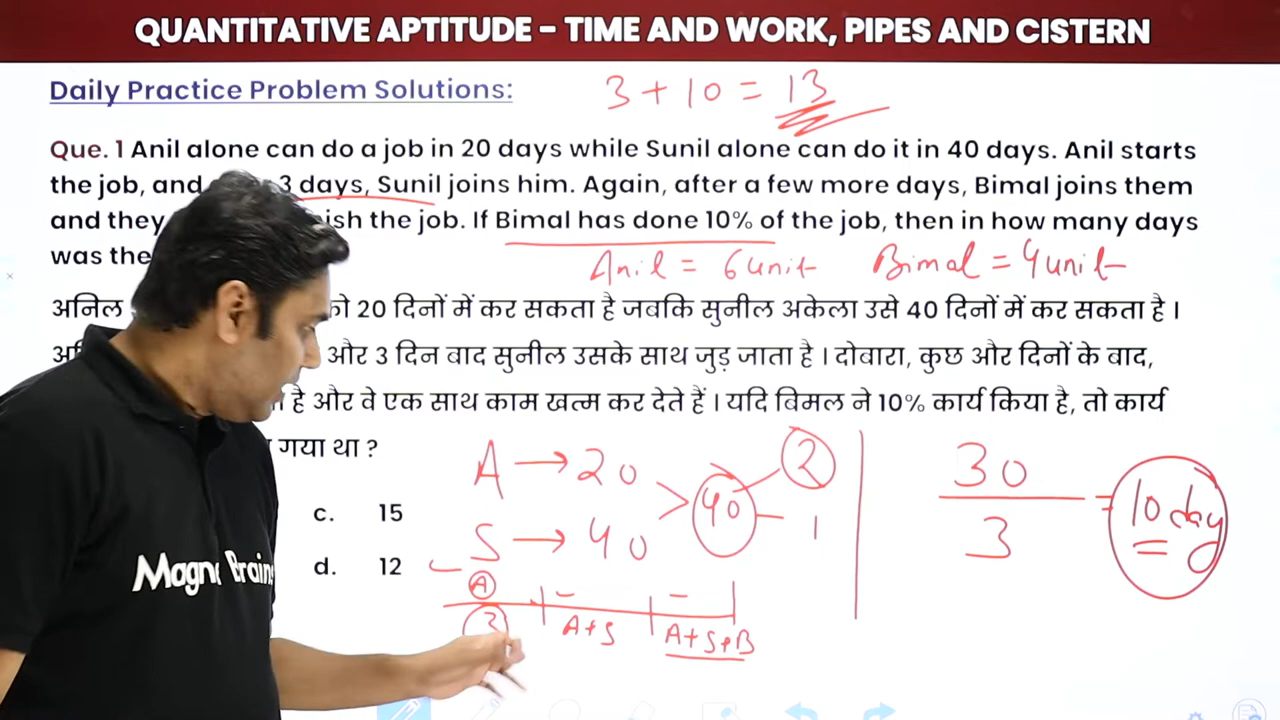 QUANTITATIVE APTITUDE – TIME AND WORK, PIPES AND CISTERN
Daily Practice Problem Solutions:
3 + 10 = 13
Que. 1 Anil alone can do a job in 20 days while Sunil alone can do it in 40 days. Anil starts
the job, and 3 days, Sunil joins him. Again, after a few more days, Bimal joins them
and they ish the job. If Bimal has done 10% of the job, then in how many days
was the
Anil = 6 unit Bimal = 4 unit
अनिल को 20 दिनों में कर सकता है जबकि सुनील अकेला उसे 40 दिनों में कर सकता है ।
और 3 दिन बाद सुनील उसके साथ जुड़ जाता है । दोबारा, कुछ और दिनों के बाद,
है और वे एक साथ काम खत्म कर देते हैं । यदि बिमल ने 10% कार्य किया है, तो कार्य
गया था ?
A → 20
40
2
S → 40
1
30
3
= 10 day
c. 15
d. 12
A
3
A+S
A+S+B
Magn Brains